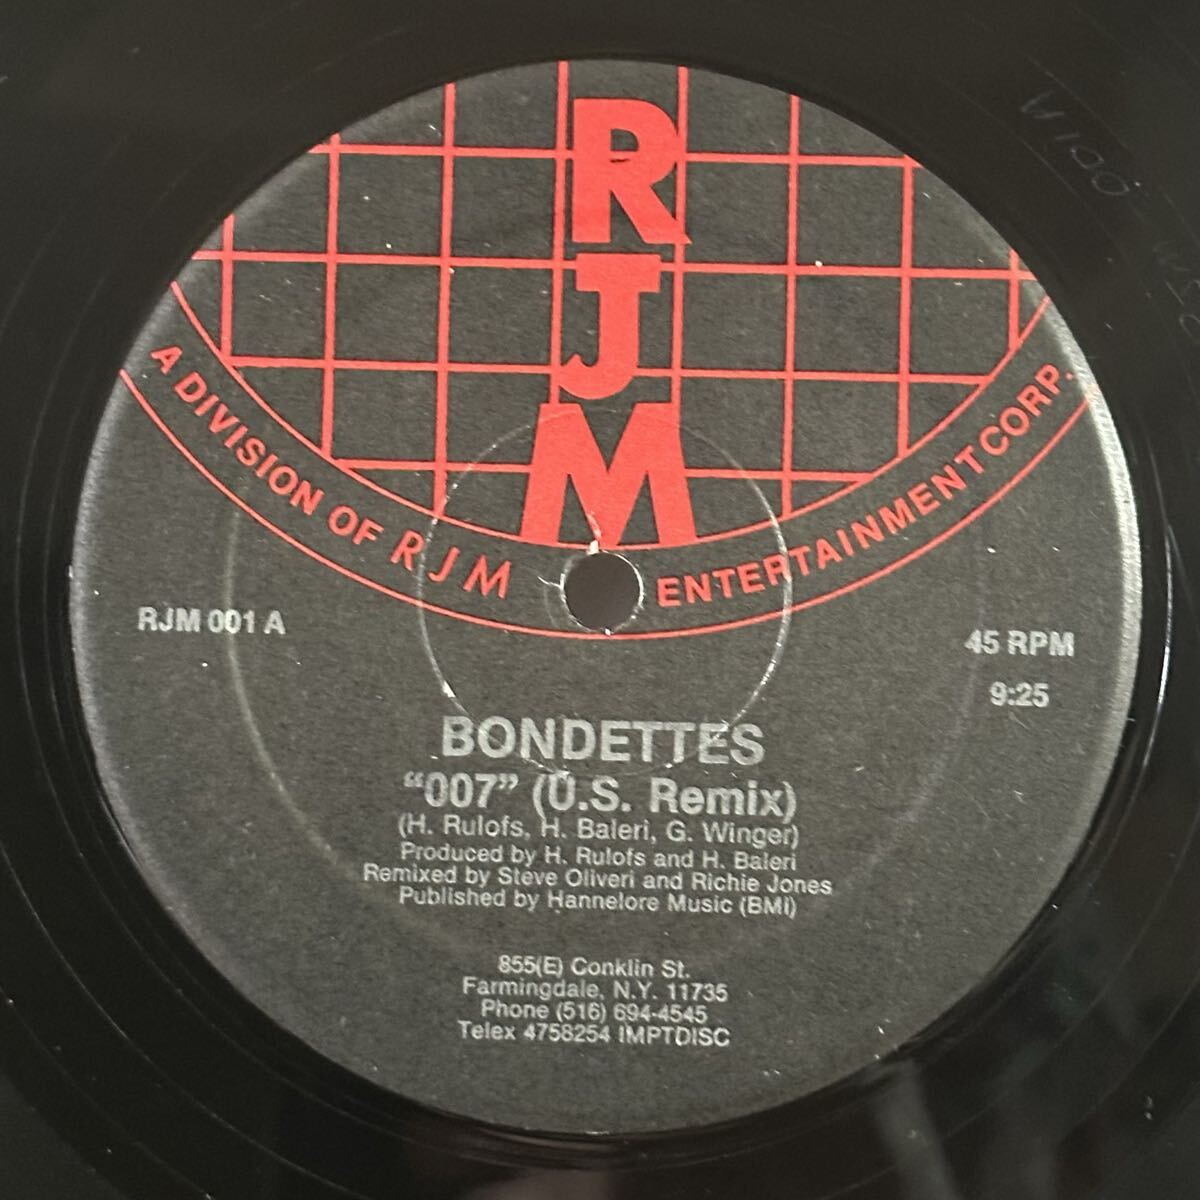 RJM
A DIVISION OF RJM ENTERTAINMENT CORP.
RJM 001 A
45 RPM
9:25
BONDETTES
“007” (U.S. Remix)
(H. Rulofs, H. Baleri, G. Winger)
Produced by H. Rulofs and H. Baleri
Remixed by Steve Oliveri and Richie Jones
Published by Hannelore Music (BMI)
855(E) Conklin St.
Farmingdale, N.Y. 11735
Phone (516) 694-4545
Telex 4758254 IMPTDISC